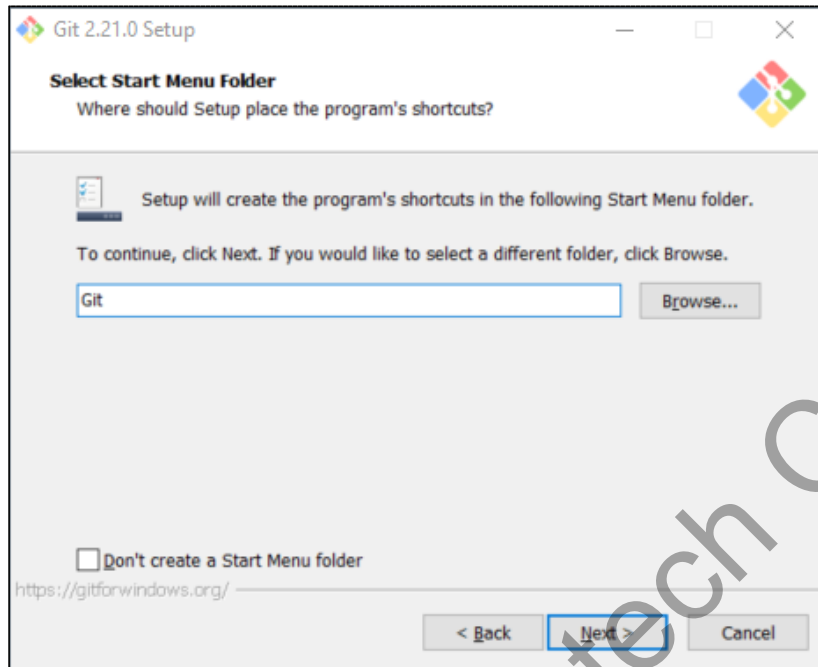 Git 2.21.0 Setup
Select Start Menu Folder
Where should Setup place the program's shortcuts?
Setup will create the program's shortcuts in the following Start Menu folder.
To continue, click Next. If you would like to select a different folder, click Browse.
Git
Browse...
Don't create a Start Menu folder
https://gitforwindows.org/
< Back
Next >
Cancel
tech C